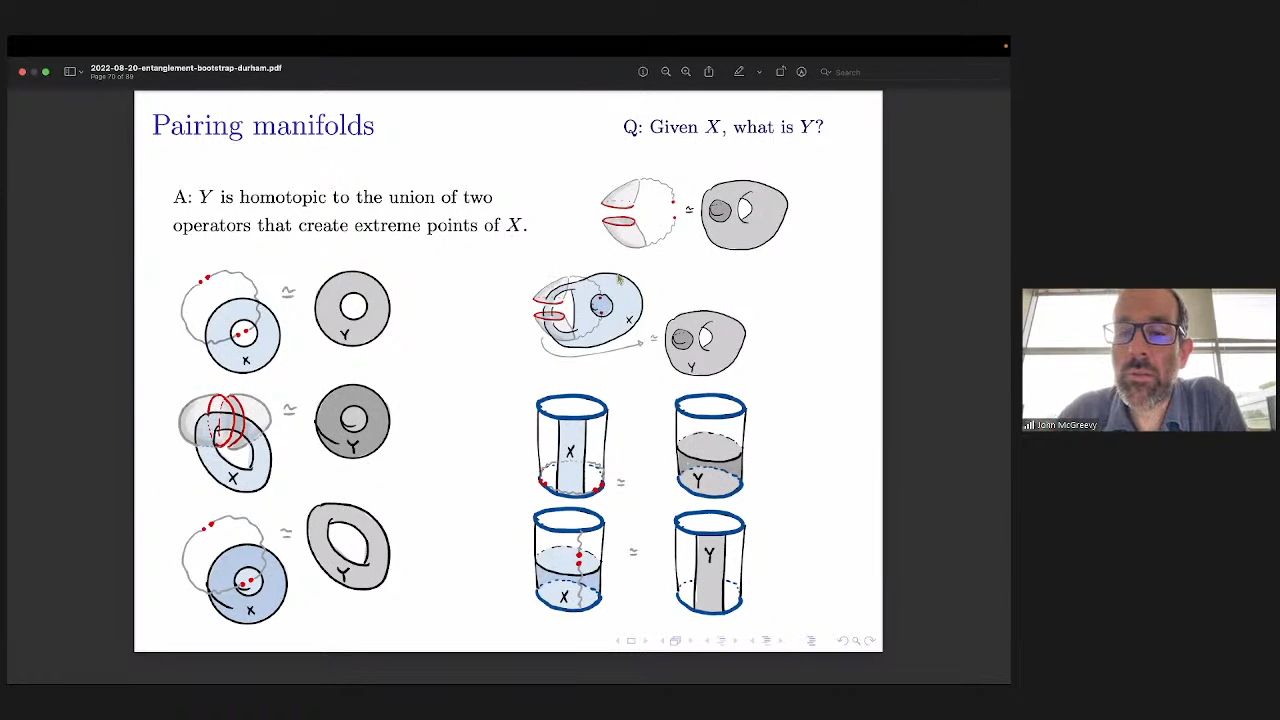 2022-08-20-entanglement-bootstrap-durham.pdf
Page 70 of 89
Search
Pairing manifolds
Q: Given X, what is Y?
A: Y is homotopic to the union of two
operators that create extreme points of X.
≃
X
≃
Y
X
≃
Y
X
≃
Y
X
≃
Y
X
≃
Y
X
≃
Y
X
≃
Y
John McGreevy